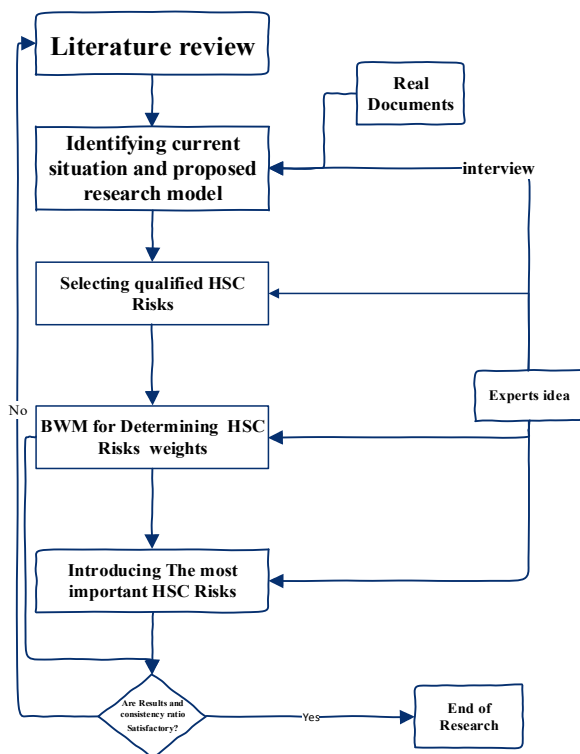 Literature review
Real
Documents
Identifying current
situation and proposed
research model
interview
Selecting qualified HSC
Risks
Experts idea
No
BWM for Determining HSC
Risks weights
Introducing The most
important HSC Risks
Are Results and
consistency ratio
Satisfactory?
Yes
End of
Research